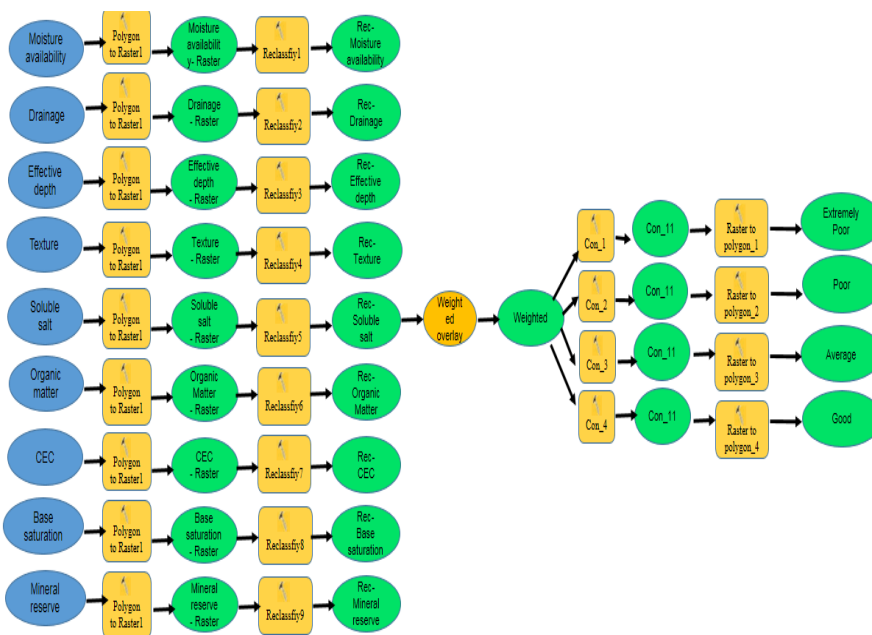 Moisture
availability
Polygon
to Raster1
Moisture
availabilit
y- Raster
Reclassfiy1
Rec-
Moisture
availability
Drainage
Polygon
to Raster1
Drainage
- Raster
Reclassfiy2
Rec-
Drainage
Effective
depth
Polygon
to Raster1
Effective
depth
- Raster
Reclassfiy3
Rec-
Effective
depth
Texture
Polygon
to Raster1
Texture
- Raster
Reclassfiy4
Rec-
Texture
Soluble
salt
Polygon
to Raster1
Soluble
salt
- Raster
Reclassfiy5
Rec-
Soluble
salt
Organic
matter
Polygon
to Raster1
Organic
Matter
- Raster
Reclassfiy6
Rec-
Organic
Matter
CEC
Polygon
to Raster1
CEC
- Raster
Reclassfiy7
Rec-
CEC
Base
saturation
Polygon
to Raster1
Base
saturation
- Raster
Reclassfiy8
Rec-
Base
saturation
Mineral
reserve
Polygon
to Raster1
Mineral
reserve
- Raster
Reclassfiy9
Rec-
Mineral
reserve
Weight
ed
overlay
Weighted
Con_1
Con_11
Raster to
polygon_1
Extremely
Poor
Con_2
Con_11
Raster to
polygon_2
Poor
Con_3
Con_11
Raster to
polygon_3
Average
Con_4
Con_11
Raster to
polygon_4
Good